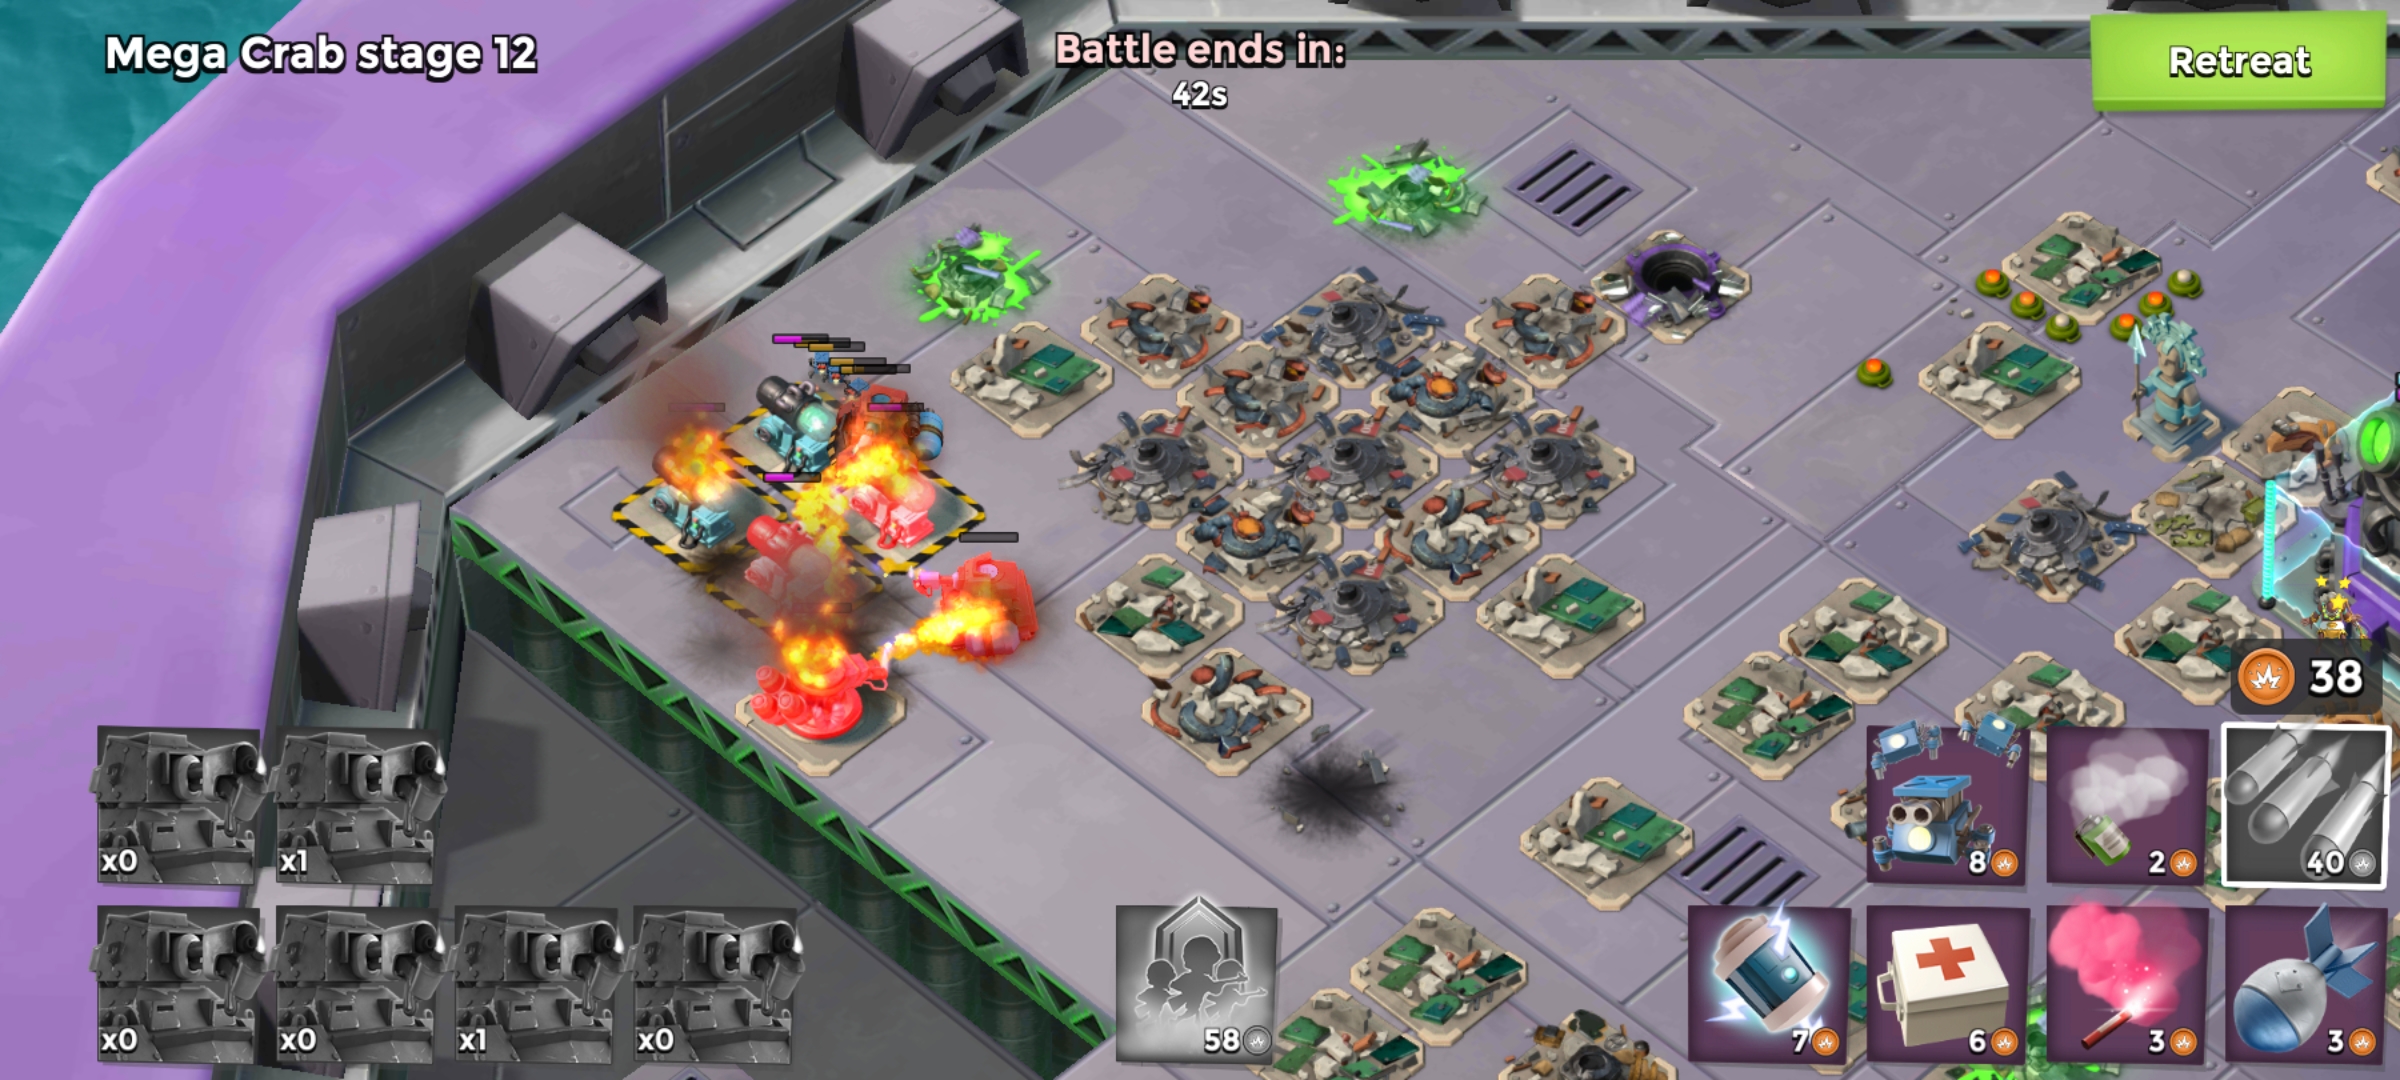 Mega Crab stage 12
Battle ends in:
42s
Retreat
38
x0
x1
8
2
40
x0
x0
x1
x0
58
7
6
3
3